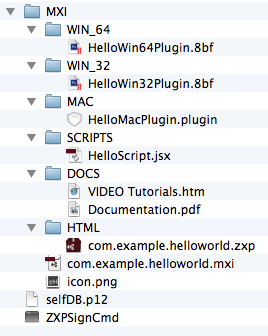 MXI
WIN_64
HelloWin64Plugin.8bf
WIN_32
HelloWin32Plugin.8bf
MAC
HelloMacPlugin.plugin
SCRIPTS
HelloScript.jsx
DOCS
VIDEO Tutorials.htm
Documentation.pdf
HTML
com.example.helloworld.zxp
com.example.helloworld.mxi
icon.png
selfDB.p12
ZXPSignCmd